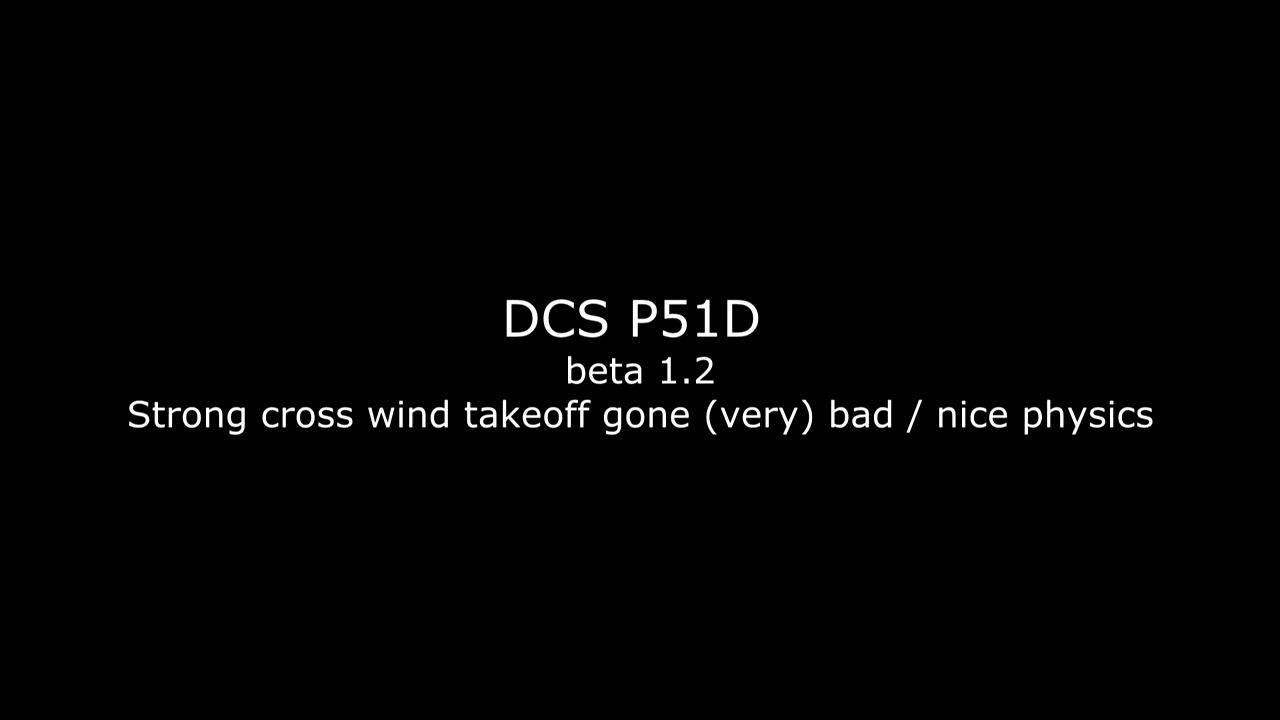 DCS P51D
beta 1.2
Strong cross wind takeoff gone (very) bad / nice physics